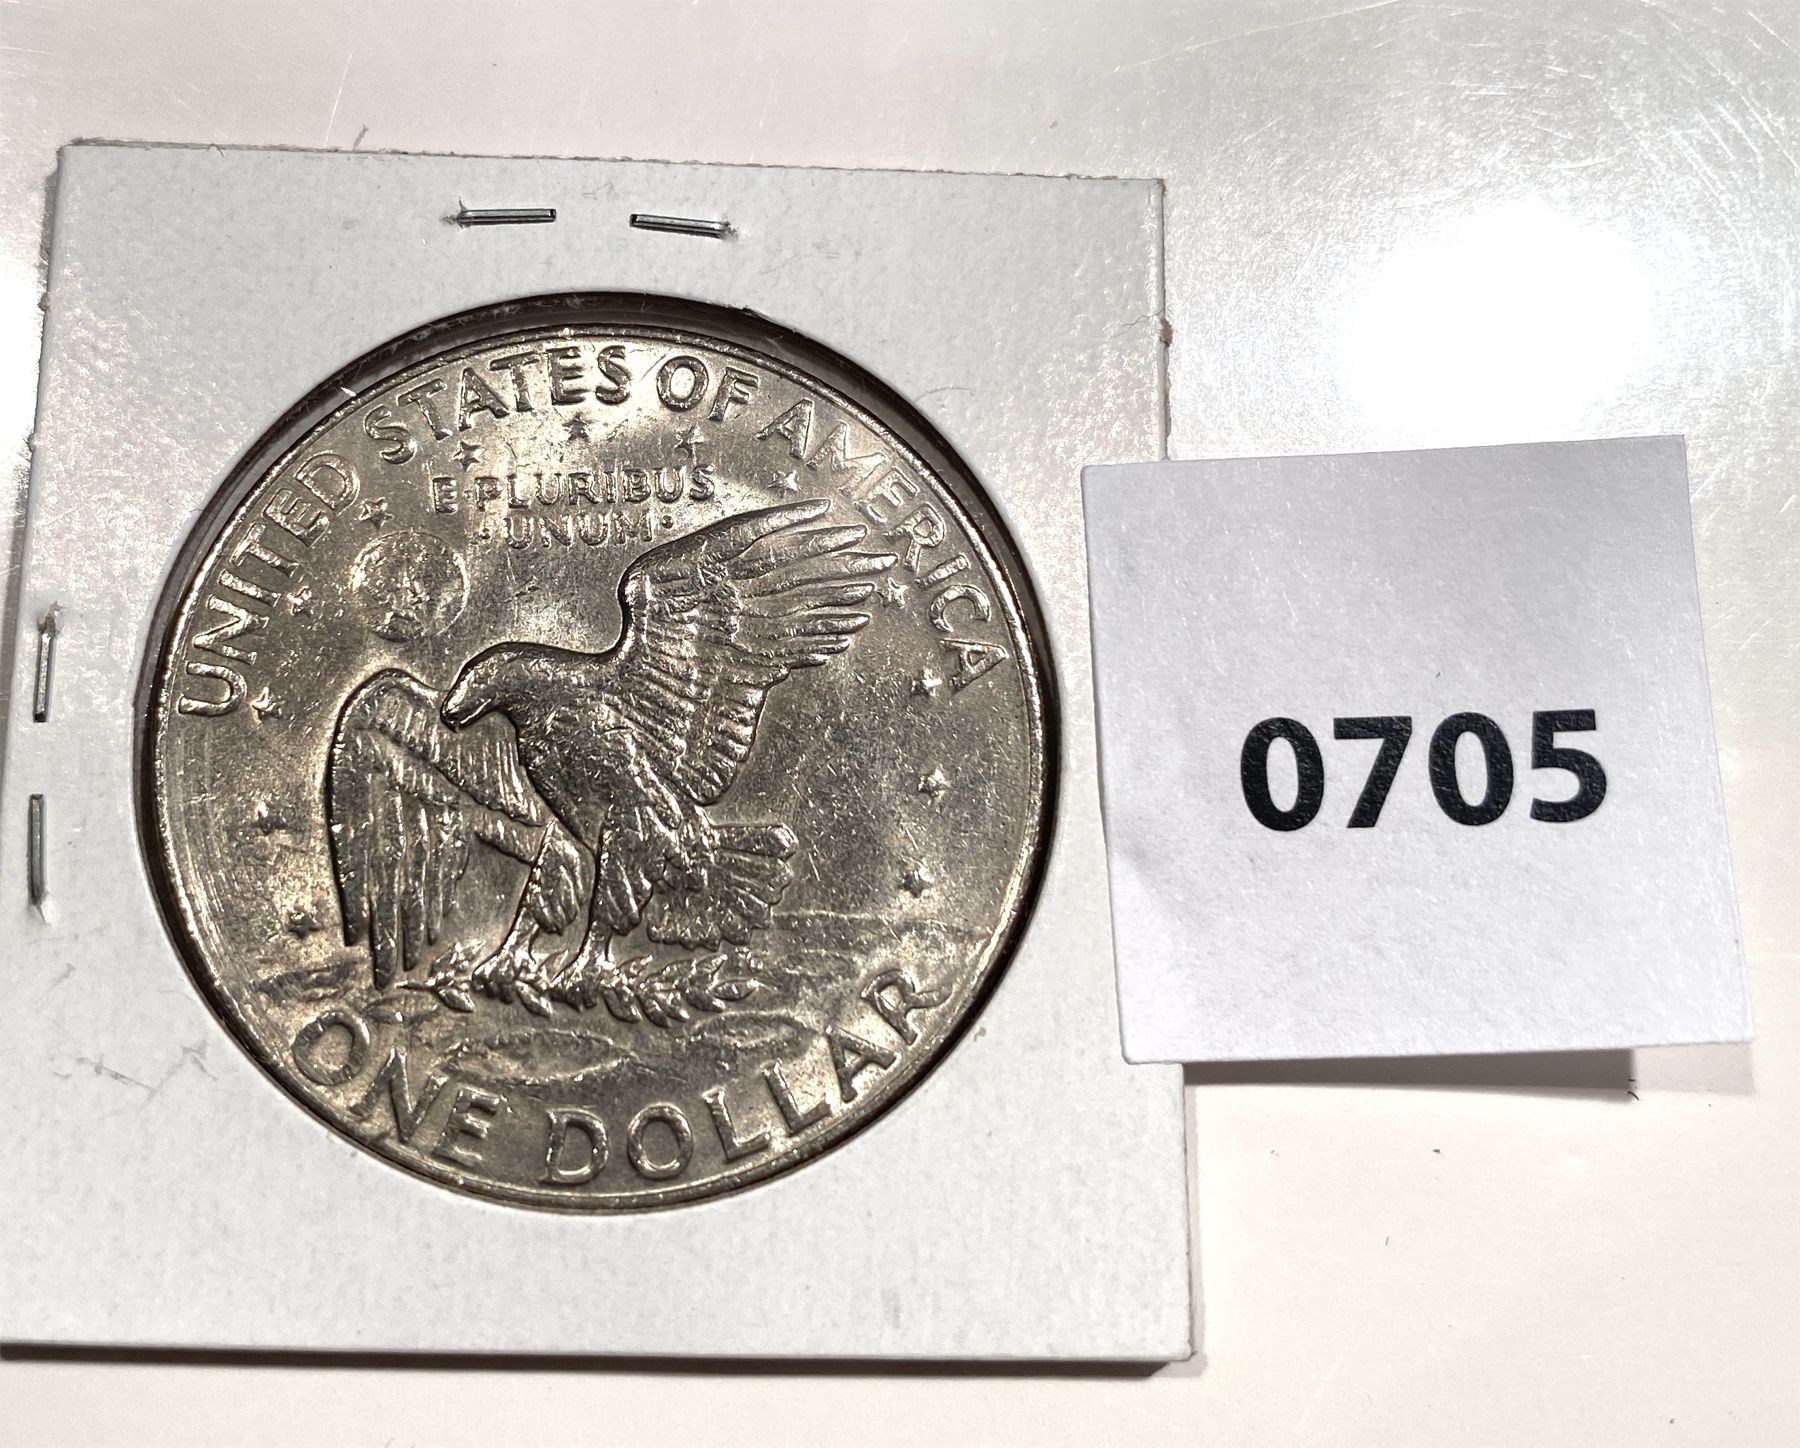 UNITED STATES OF AMERICA
E·PLURIBUS
·UNUM·
ONE DOLLAR
0705